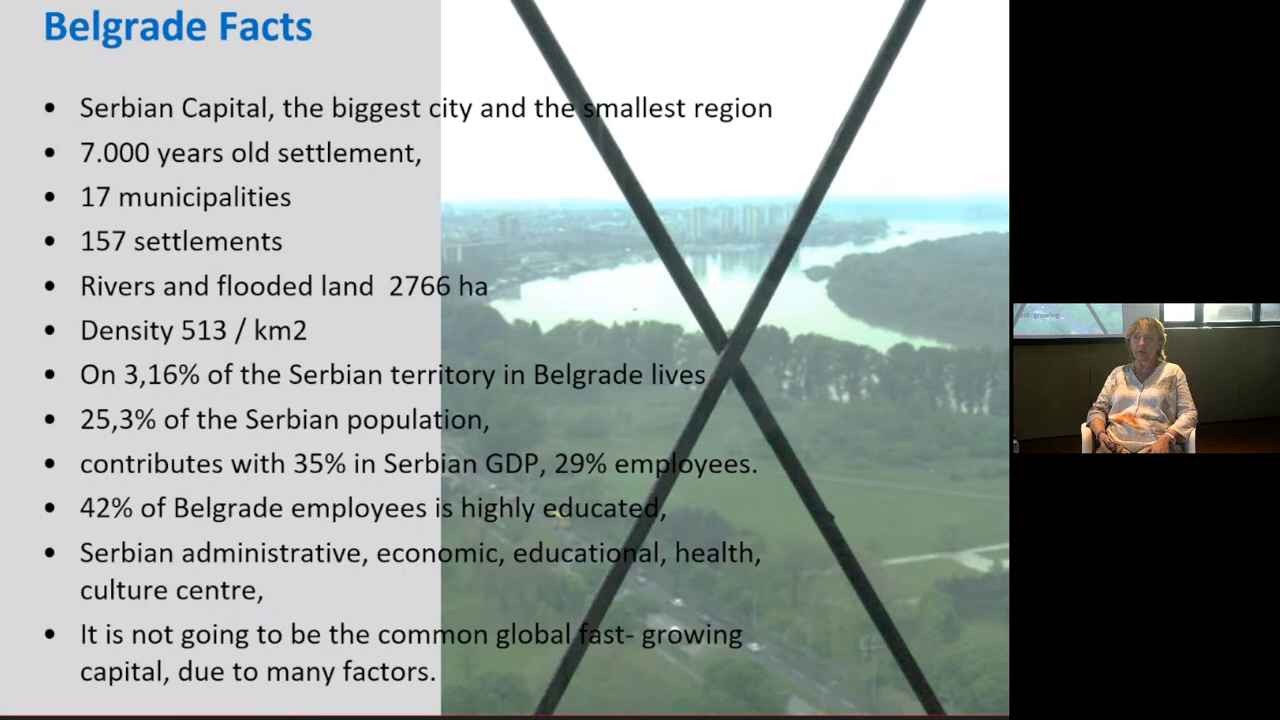 Belgrade Facts
• Serbian Capital, the biggest city and the smallest region
• 7.000 years old settlement,
• 17 municipalities
• 157 settlements
• Rivers and flooded land 2766 ha
• Density 513 / km2
• On 3,16% of the Serbian territory in Belgrade lives
• 25,3% of the Serbian population,
• contributes with 35% in Serbian GDP, 29% employees.
• 42% of Belgrade employees is highly educated,
• Serbian administrative, economic, educational, health,
culture centre,
• It is not going to be the common global fast- growing
capital, due to many factors.
growing